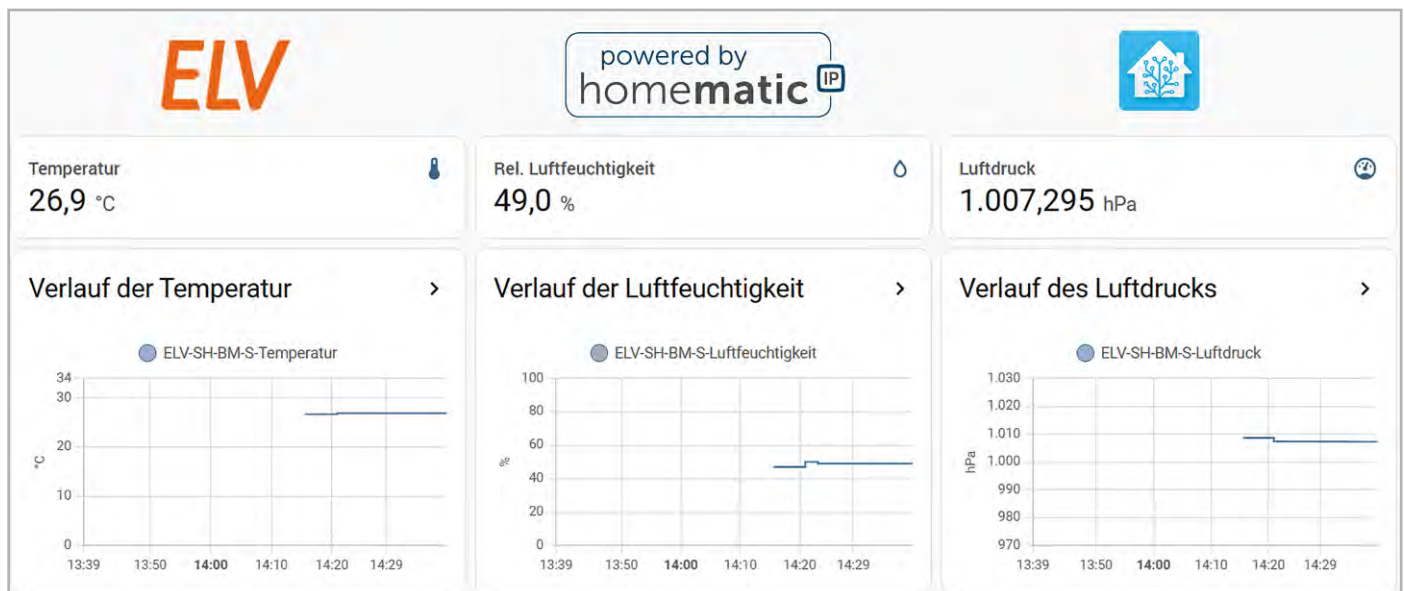 ELV
powered by
homematic IP
Temperatur
26,9 °C
Rel. Luftfeuchtigkeit
49,0 %
Luftdruck
1.007,295 hPa
Verlauf der Temperatur
ELV-SH-BM-S-Temperatur
34
30
20
10
0
°C
13:39 13:50 14:00 14:10 14:20 14:29
Verlauf der Luftfeuchtigkeit
ELV-SH-BM-S-Luftfeuchtigkeit
100
80
60
40
20
0
%
13:39 13:50 14:00 14:10 14:20 14:29
Verlauf des Luftdrucks
ELV-SH-BM-S-Luftdruck
1.030
1.020
1.010
1.000
990
980
970
hPa
13:39 13:50 14:00 14:10 14:20 14:29